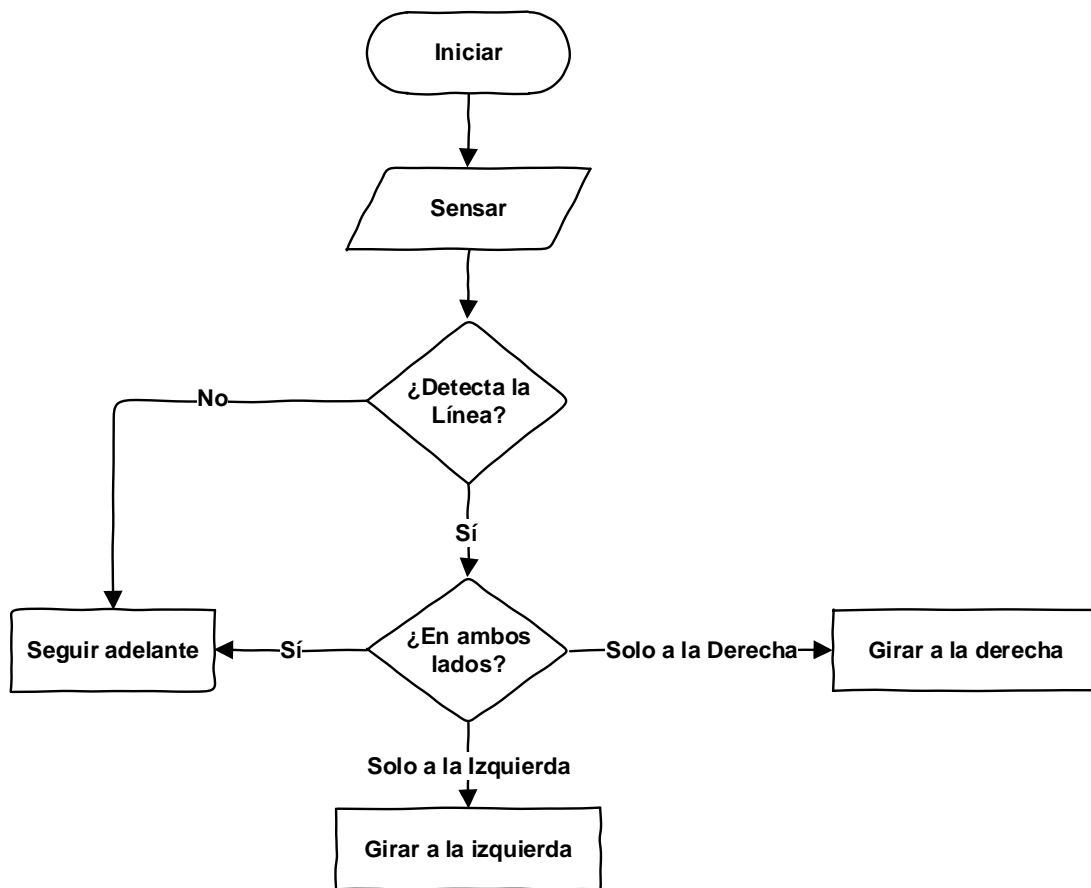 Iniciar
Sensar
¿Detecta la
Línea?
No
Sí
Seguir adelante
Sí
¿En ambos
lados?
Solo a la Derecha
Girar a la derecha
Solo a la Izquierda
Girar a la izquierda